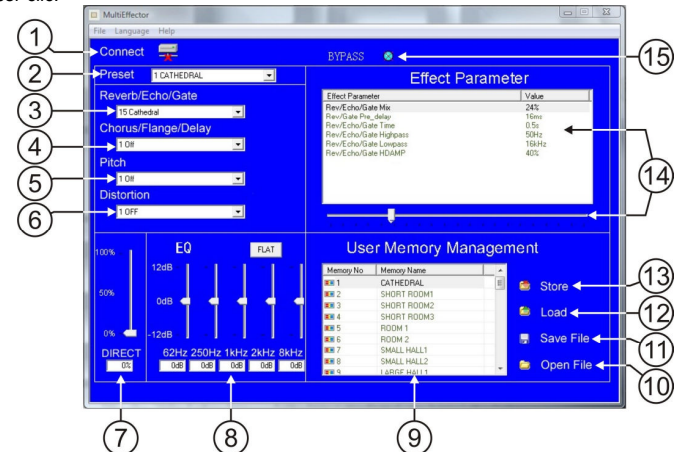 MultiEffector
File Language Help
1
Connect
BYPASS
15
2
Preset
1 CATHEDRAL
Effect Parameter
Reverb/Echo/Gate
3
15 Cathedral
Effect Parameter Value
Rev/Echo/Gate Mix 24%
Rev/Gate Pre_delay 16ms
Rev/Echo/Gate Time 0.5s
Rev/Echo/Gate Highpass 50Hz
Rev/Echo/Gate Lowpass 16kHz
Rev/Echo/Gate HDAMP 40%
14
Chorus/Flange/Delay
4
1 Off
Pitch
5
1 Off
Distortion
6
1 OFF
EQ
FLAT
100%
50%
0%
12dB
0dB
-12dB
DIRECT
0%
62Hz 250Hz 1kHz 2kHz 8kHz
0dB 0dB 0dB 0dB 0dB
User Memory Management
Memory No Memory Name
1 CATHEDRAL
2 SHORT ROOM1
3 SHORT ROOM2
4 SHORT ROOM3
5 ROOM 1
6 ROOM 2
7 SMALL HALL1
8 SMALL HALL2
9 LARGE HALL1
Store
13
Load
12
Save File
11
Open File
10
7
8
9